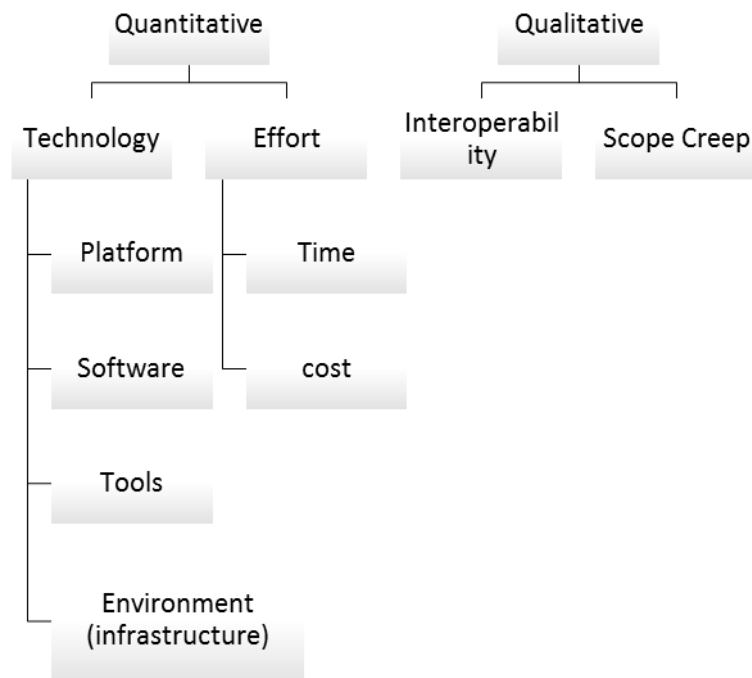 Quantitative
Qualitative
Technology
Effort
Interoperabil
ity
Scope Creep
Platform
Time
Software
cost
Tools
Environment
(infrastructure)